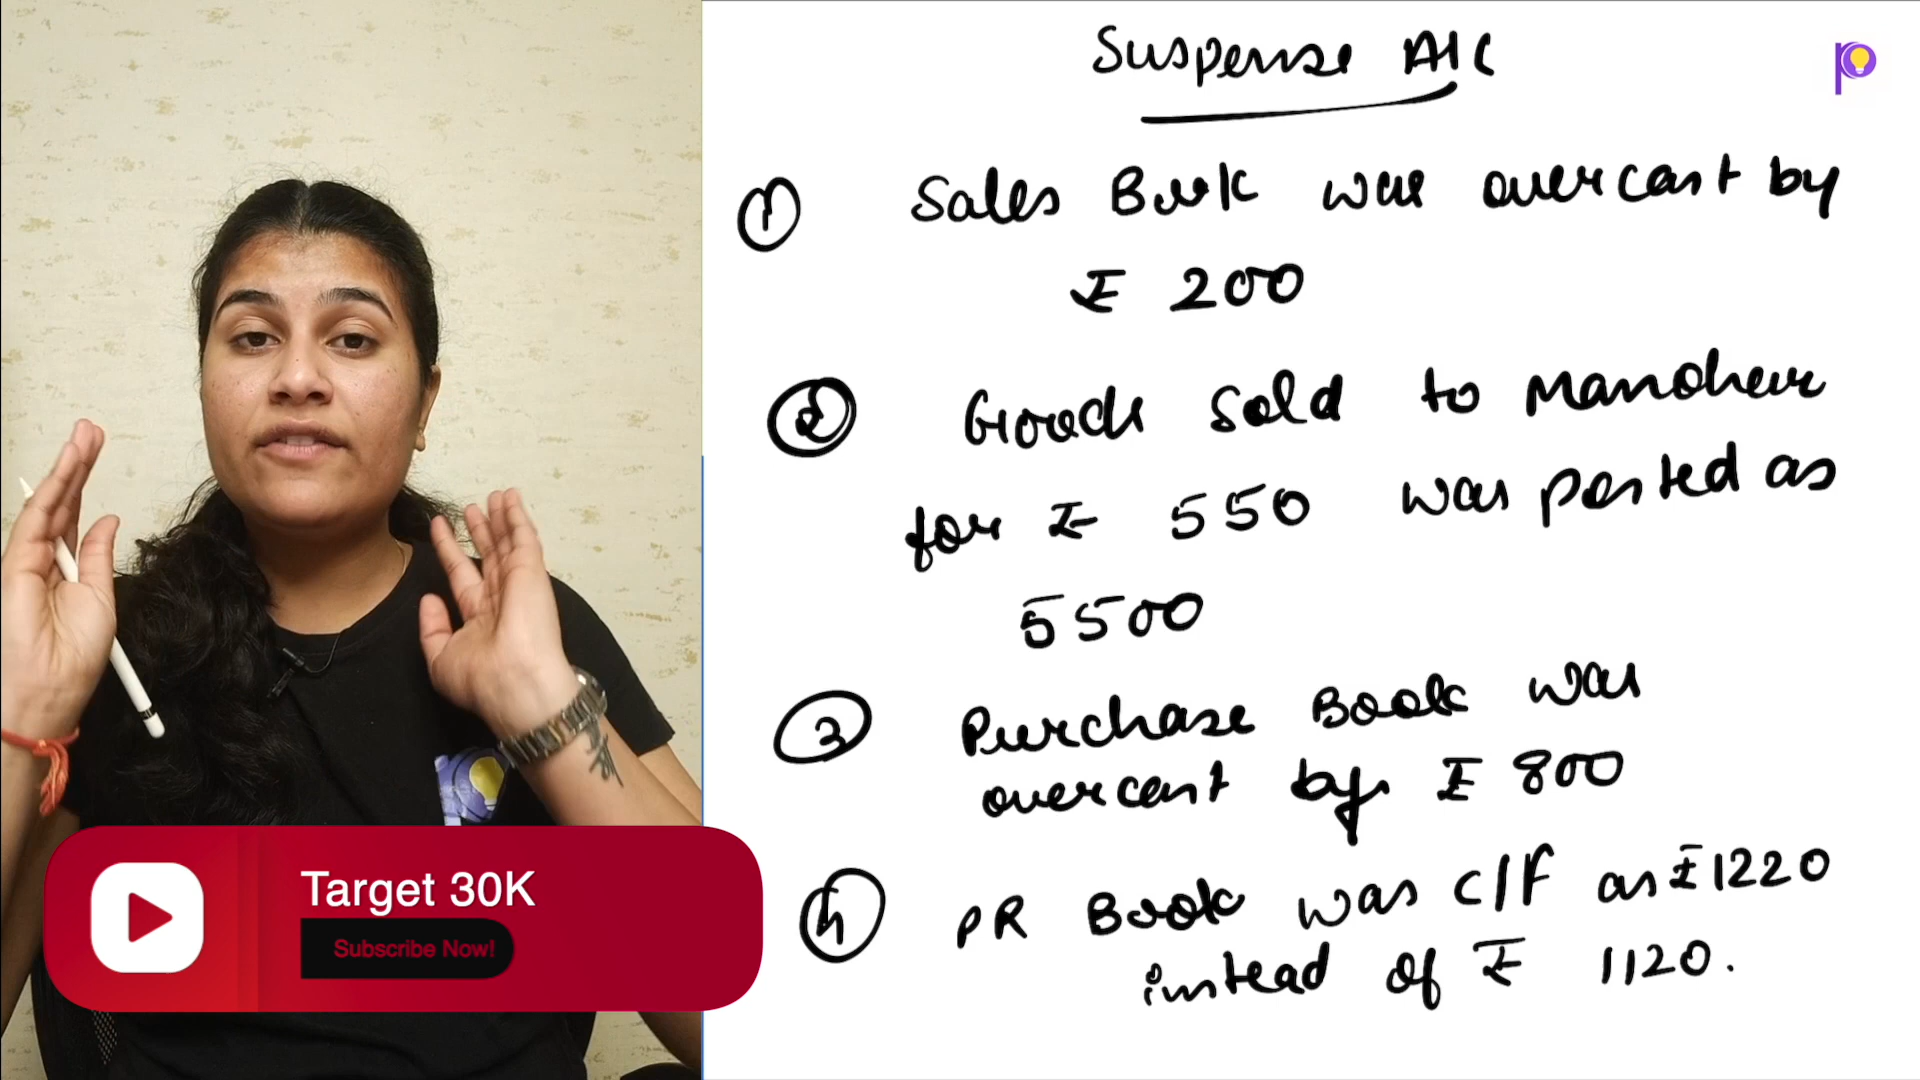 Suspense A/C
① Sales Book was overcast by
₹ 200
② Goods sold to Manohar
for ₹ 550 was posted as
5500
③ Purchase Book was
overcast by ₹ 800
④ PR Book was C/F as ₹1220
instead of ₹ 1120.
Target 30K
Subscribe Now!